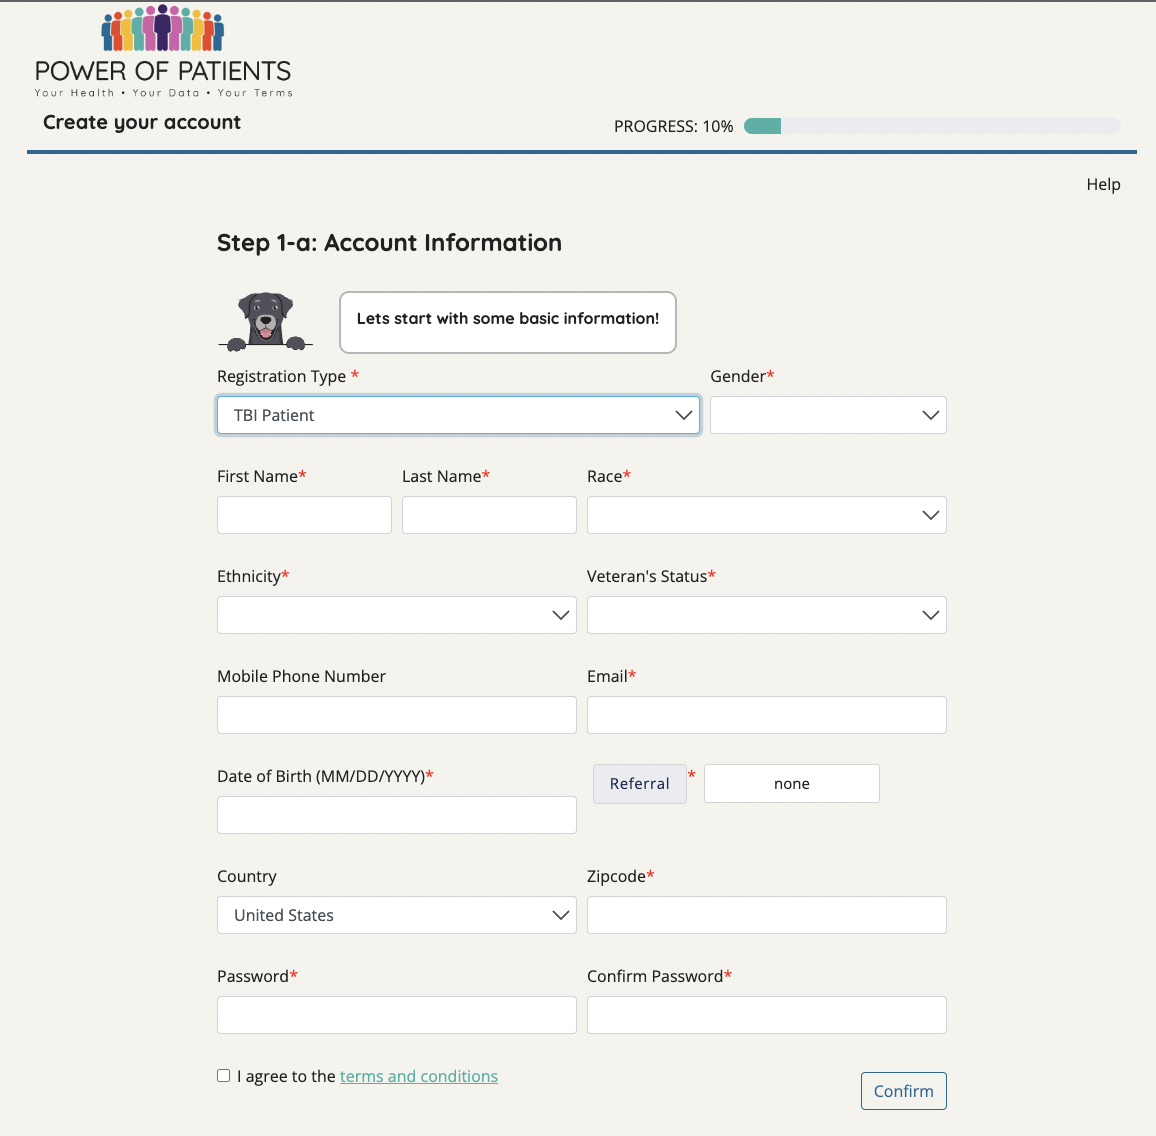 POWER OF PATIENTS
Your Health • Your Data • Your Terms
Create your account
PROGRESS: 10%
Help
Step 1-a: Account Information
Lets start with some basic information!
Registration Type *
Gender*
TBI Patient
First Name*
Last Name*
Race*
Ethnicity*
Veteran's Status*
Mobile Phone Number
Email*
Date of Birth (MM/DD/YYYY)*
Referral * none
Country
Zipcode*
United States
Password*
Confirm Password*
I agree to the terms and conditions
Confirm